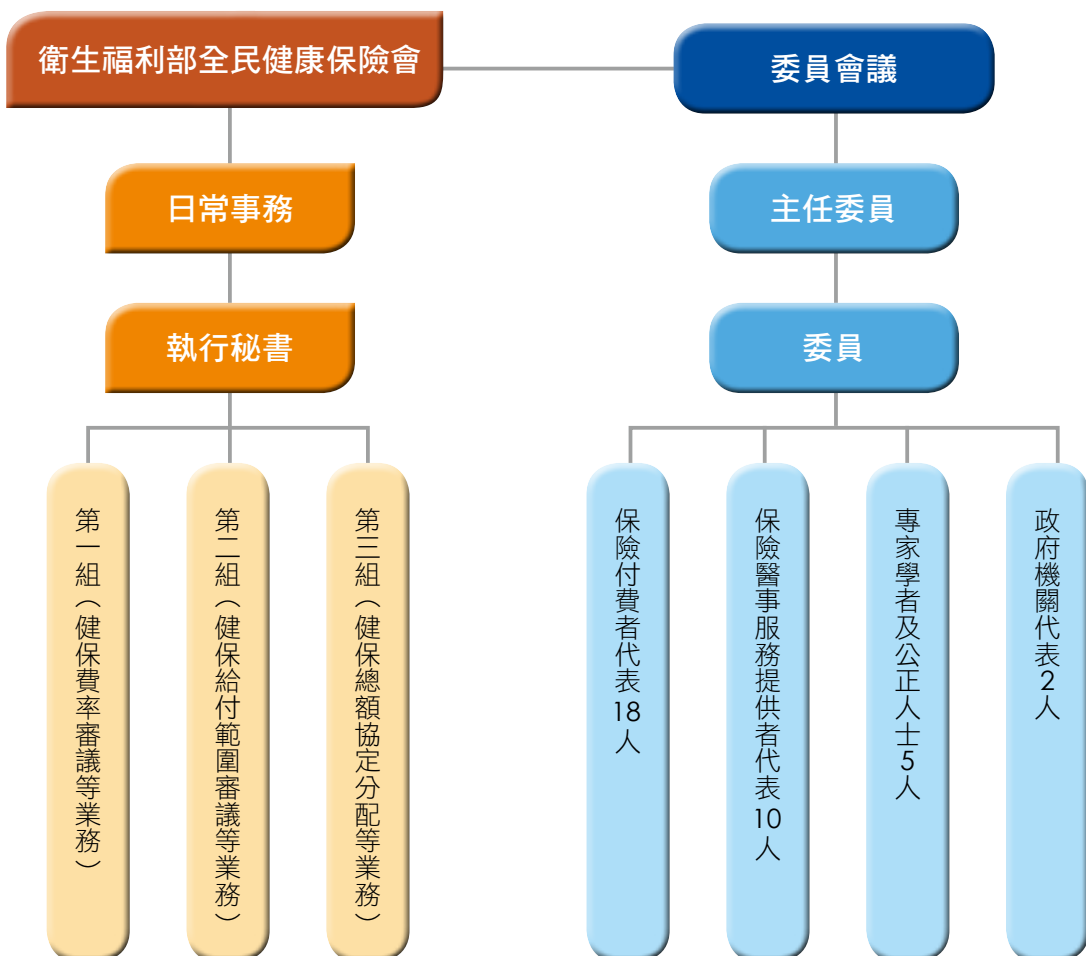 衛生福利部全民健康保險會
委員會議
日常事務
主任委員
執行秘書
委員
第一組（健保費率審議等業務）
第二組（健保給付範圍審議等業務）
第三組（健保總額協定分配等業務）
保險付費者代表18人
保險醫事服務提供者代表10人
專家學者及公正人士5人
政府機關代表2人